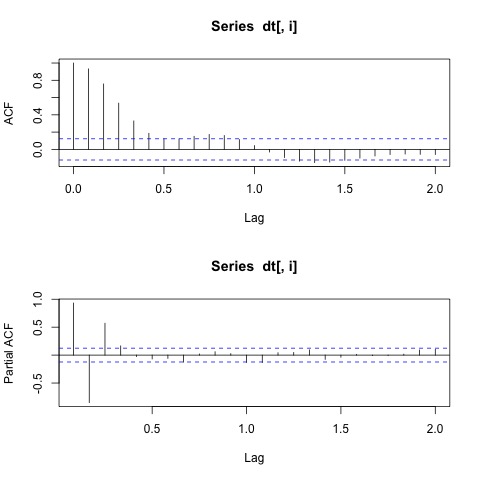 Series dt[, i]
ACF
0.8
0.4
0.0
0.0 0.5 1.0 1.5 2.0
Lag
Series dt[, i]
Partial ACF
1.0
0.5
-0.5
0.5 1.0 1.5 2.0
Lag